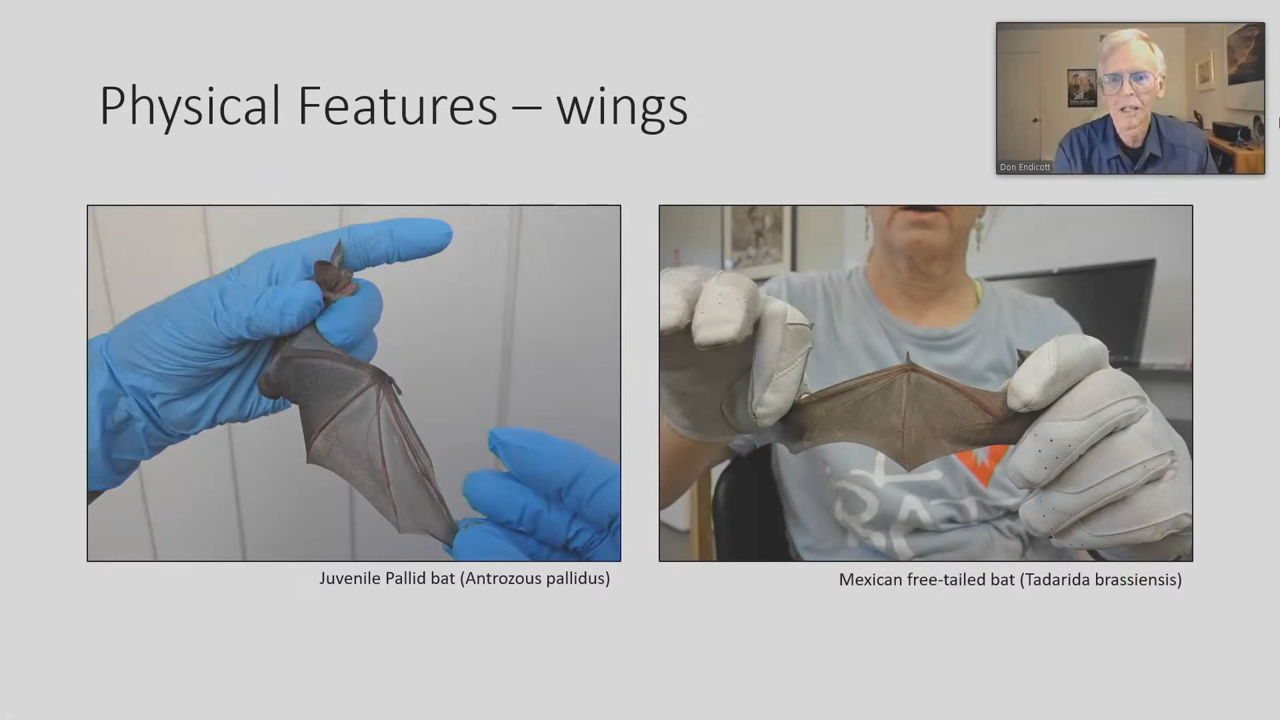 Physical Features – wings
Don Endicott
Juvenile Pallid bat (Antrozous pallidus)
Mexican free-tailed bat (Tadarida brassiensis)